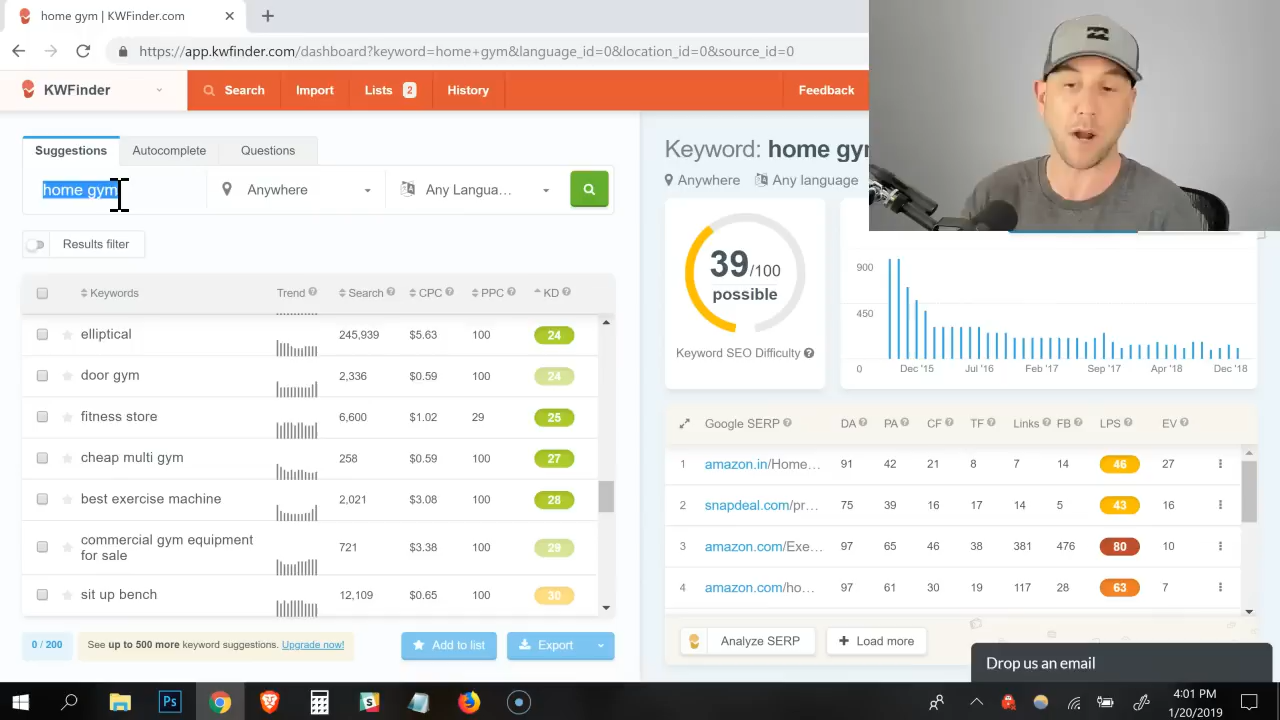 home gym | KWFinder.com
https://app.kwfinder.com/dashboard?keyword=home+gym&language_id=0&location_id=0&source_id=0
KWFinder Search Import Lists 2 History Feedback
Suggestions Autocomplete Questions
home gym Anywhere Any Langua...
Results filter
Keywords Trend Search CPC PPC KD
elliptical 245,939 $5.63 100 24
door gym 2,336 $0.59 100 24
fitness store 6,600 $1.02 29 25
cheap multi gym 258 $0.59 100 27
best exercise machine 2,021 $3.08 100 28
commercial gym equipment
for sale 721 $3.38 100 29
sit up bench 12,109 $0.65 100 30
0 / 200 See up to 500 more keyword suggestions. Upgrade now! Add to list Export
Keyword: home gym
Anywhere Any language
39/100
possible
Keyword SEO Difficulty
900
450
0
Dec '15 Jul '16 Feb '17 Sep '17 Apr '18 Dec '18
Google SERP DA PA CF TF Links FB LPS EV
1 amazon.in/Home... 91 42 21 8 7 14 46 27
2 snapdeal.com/pr... 75 39 16 17 14 5 43 16
3 amazon.com/Exe... 97 65 46 38 381 476 80 10
4 amazon.com/ho... 97 61 30 19 117 28 63 7
Analyze SERP Load more
Drop us an email
Ps
4:01 PM
1/20/2019